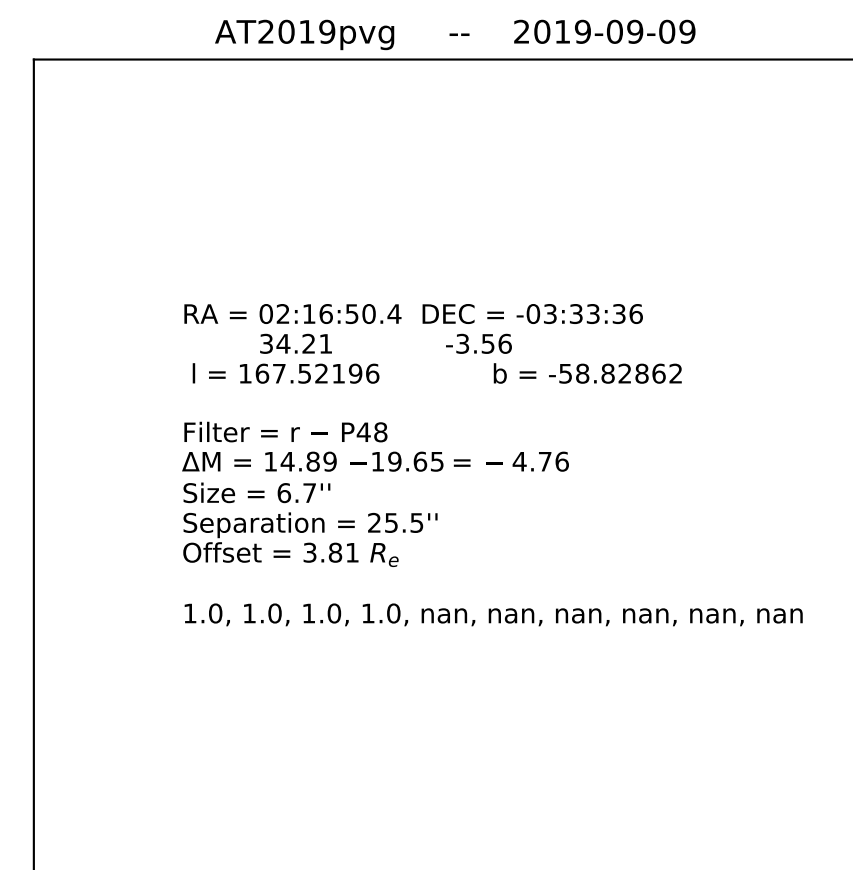 AT2019pvg -- 2019-09-09
RA = 02:16:50.4 DEC = -03:33:36
34.21 -3.56
l = 167.52196 b = -58.82862
Filter = r − P48
ΔM = 14.89 −19.65 = − 4.76
Size = 6.7''
Separation = 25.5''
Offset = 3.81 Rₑ
1.0, 1.0, 1.0, 1.0, nan, nan, nan, nan, nan, nan